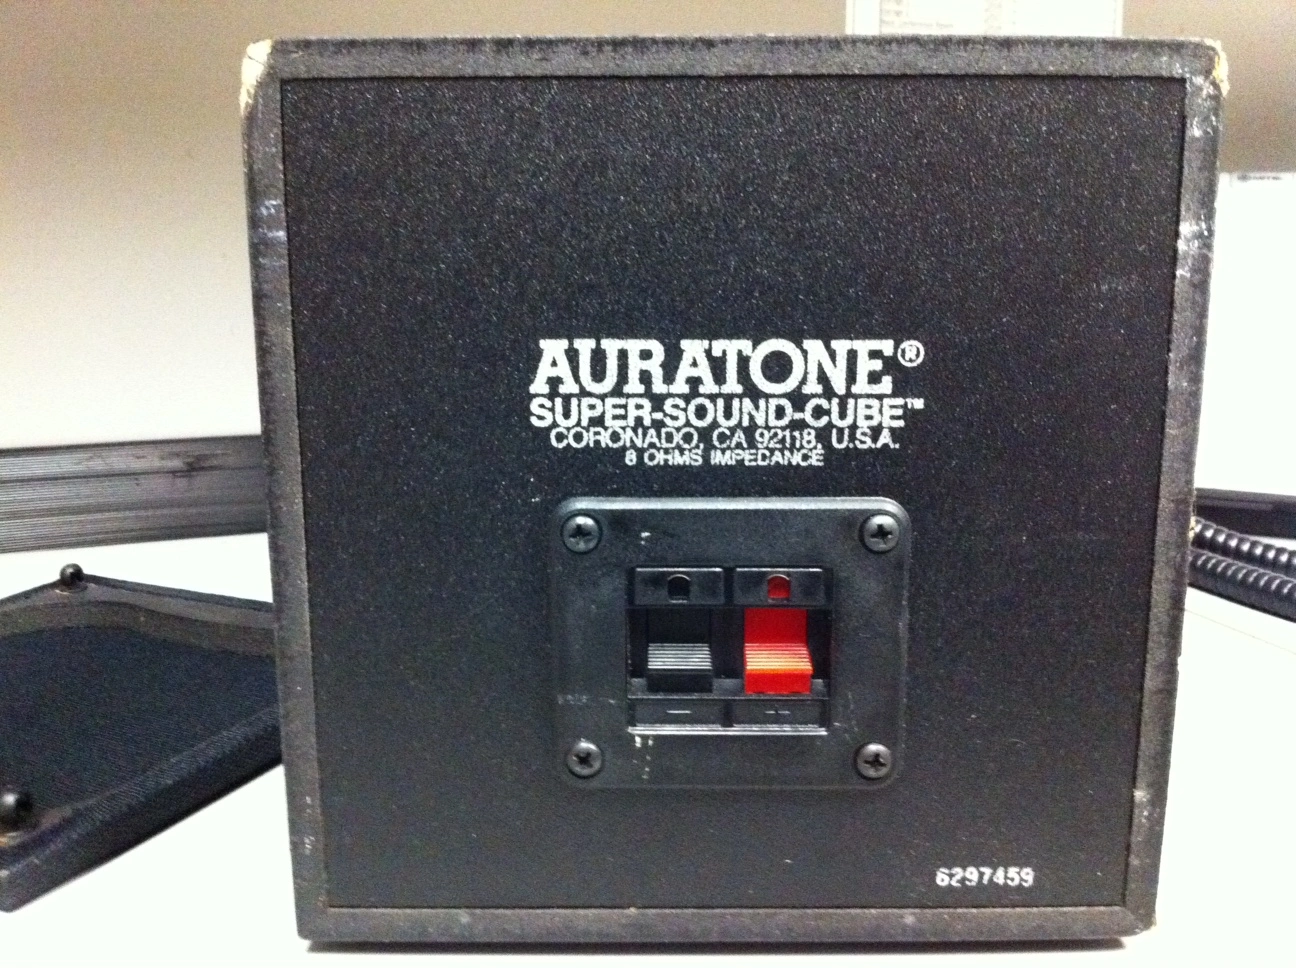 AURATONE®
SUPER-SOUND-CUBE™
CORONADO, CA 92118, U.S.A.
8 OHMS IMPEDANCE
6297459